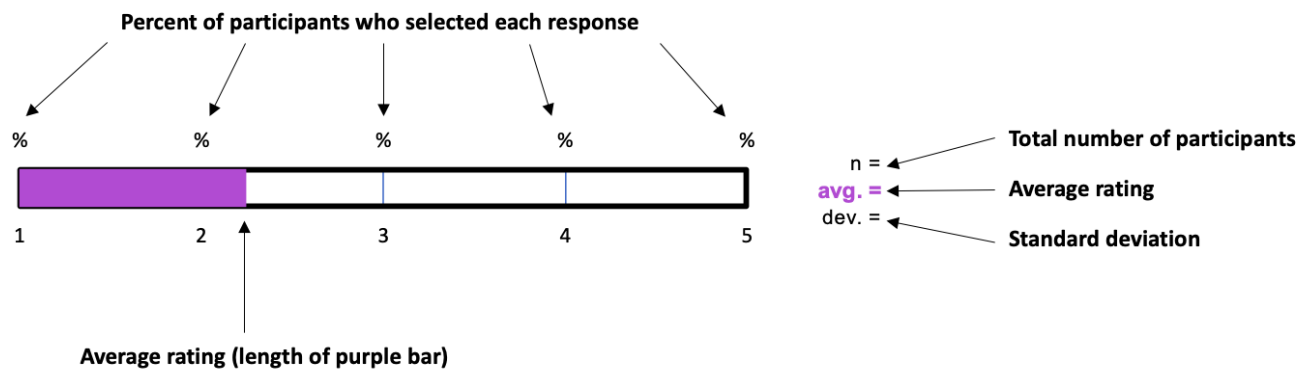 Percent of participants who selected each response
% % % % %
Total number of participants
n =
avg. =
Average rating
dev. =
Standard deviation
1 2 3 4 5
Average rating (length of purple bar)